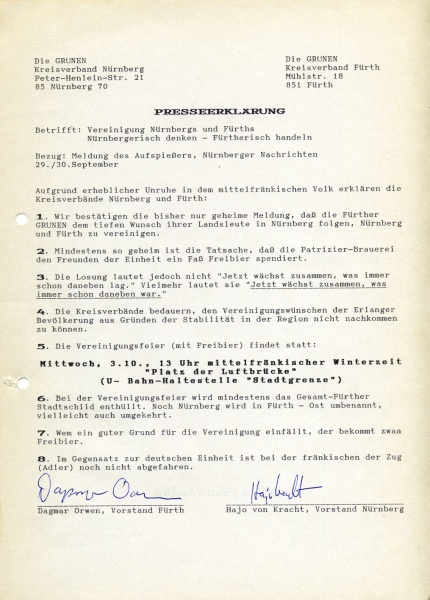 Die GRUNEN
Kreisverband Nürnberg
Peter-Henlein-Str. 21
85 Nürnberg 70
Die GRUNEN
Kreisverband Fürth
Mühlstr. 18
851 Fürth
PRESSEERKLÄRUNG
Betrifft: Vereinigung Nürnbergs und Fürths
Nürnbergerisch denken - Fürtherisch handeln
Bezug: Meldung des Aufspießers, Nürnberger Nachrichten
29./30.September
Aufgrund erheblicher Unruhe in dem mittelfränkischen Volk erklären die
Kreisverbände Nürnberg und Fürth:
1. Wir bestätigen die bisher nur geheime Meldung, daß die Fürther
GRUNEN dem tiefen Wunsch ihrer Landsleute in Nürnberg folgen, Nürnberg
und Fürth zu vereinigen.
2. Mindestens so geheim ist die Tatsache, daß die Patrizier-Brauerei
den Freunden der Einheit ein Faß Freibier spendiert.
3. Die Losung lautet jedoch nicht "Jetzt wächst zusammen, was immer
schon daneben lag." Vielmehr lautet sie "Jetzt wächst zusammen, was
immer schon daneben war."
4. Die Kreisverbände bedauern, den Vereinigungswünschen der Erlanger
Bevölkerung aus Gründen der Stabilität in der Region nicht nachkommen
zu können.
5. Die Vereinigungsfeier (mit Freibier) findet statt:
Mittwoch, 3.10., 13 Uhr mittelfränkischer Winterzeit
"Platz der Luftbrücke"
(U- Bahn-Haltestelle "Stadtgrenze")
6. Bei der Vereinigungsfeier wird mindestens das Gesamt-Fürther
Stadtschild enthüllt. Noch Nürnberg wird in Fürth - Ost umbenannt,
vielleicht auch umgekehrt.
7. Wem ein guter Grund für die Vereinigung einfällt, der bekommt zwaa
Freibier.
8. Im Gegensatz zur deutschen Einheit ist bei der fränkischen der Zug
(Adler) noch nicht abgefahren.
Dagmar Orwen
Hajo
Dagmar Orwen, Vorstand Fürth
Hajo von Kracht, Vorstand Nürnberg